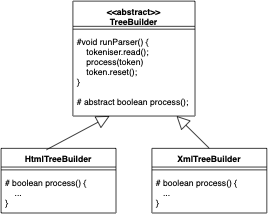 <<abstract>>
TreeBuilder
#void runParser() {
tokeniser.read();
process(token)
token.reset();
}
# abstract boolean process();
HtmlTreeBuilder
# boolean process() {
...
}
XmlTreeBuilder
# boolean process() {
...
}